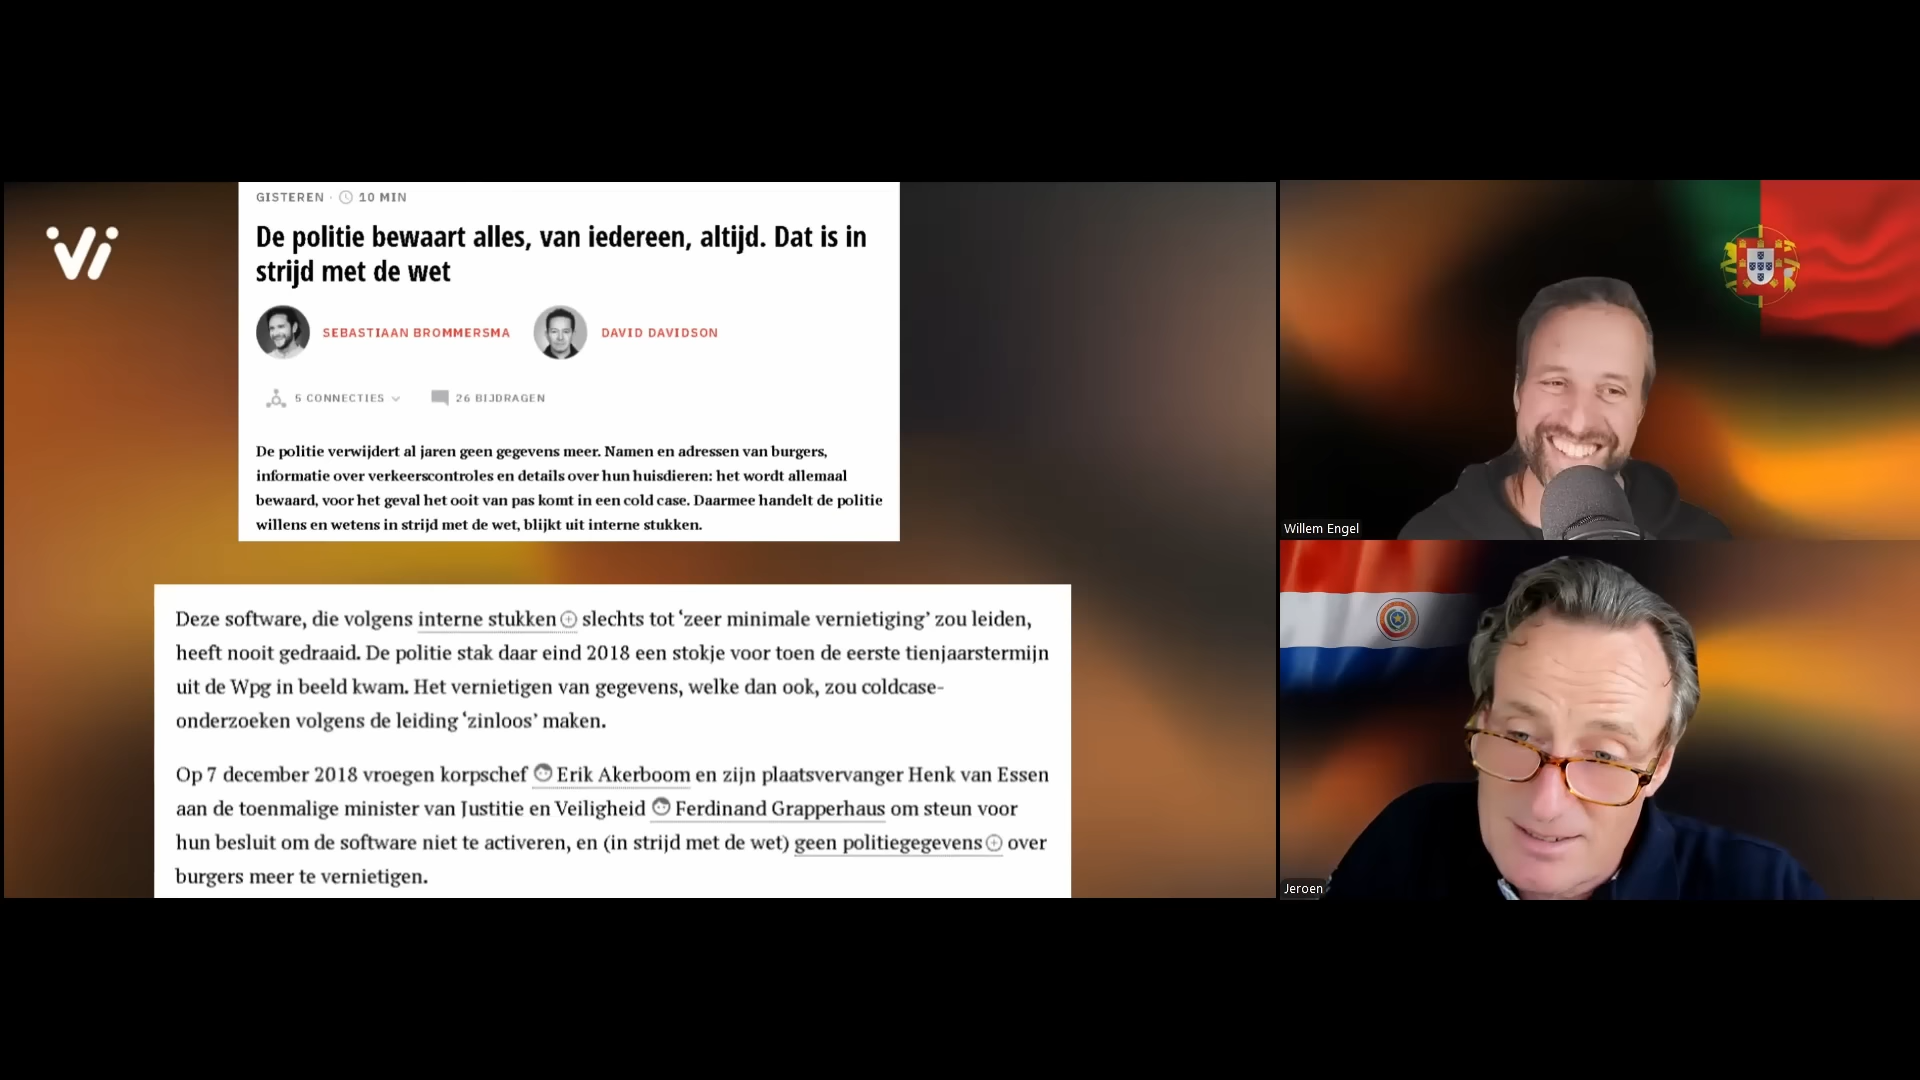 GISTEREN · 10 MIN
De politie bewaart alles, van iedereen, altijd. Dat is in
strijd met de wet
SEBASTIAAN BROMMERSMA
DAVID DAVIDSON
5 CONNECTIES
26 BIJDRAGEN
De politie verwijdert al jaren geen gegevens meer. Namen en adressen van burgers,
informatie over verkeerscontroles en details over hun huisdieren: het wordt allemaal
bewaard, voor het geval het ooit van pas komt in een cold case. Daarmee handelt de politie
willens en wetens in strijd met de wet, blijkt uit interne stukken.
Deze software, die volgens interne stukken slechts tot ‘zeer minimale vernietiging’ zou leiden,
heeft nooit gedraaid. De politie stak daar eind 2018 een stokje voor toen de eerste tienjaarstermijn
uit de Wpg in beeld kwam. Het vernietigen van gegevens, welke dan ook, zou coldcase-
onderzoeken volgens de leiding ‘zinloos’ maken.
Op 7 december 2018 vroegen korpschef Erik Akerboom en zijn plaatsvervanger Henk van Essen
aan de toenmalige minister van Justitie en Veiligheid Ferdinand Grapperhaus om steun voor
hun besluit om de software niet te activeren, en (in strijd met de wet) geen politiegegevens over
burgers meer te vernietigen.
Willem Engel
Jeroen